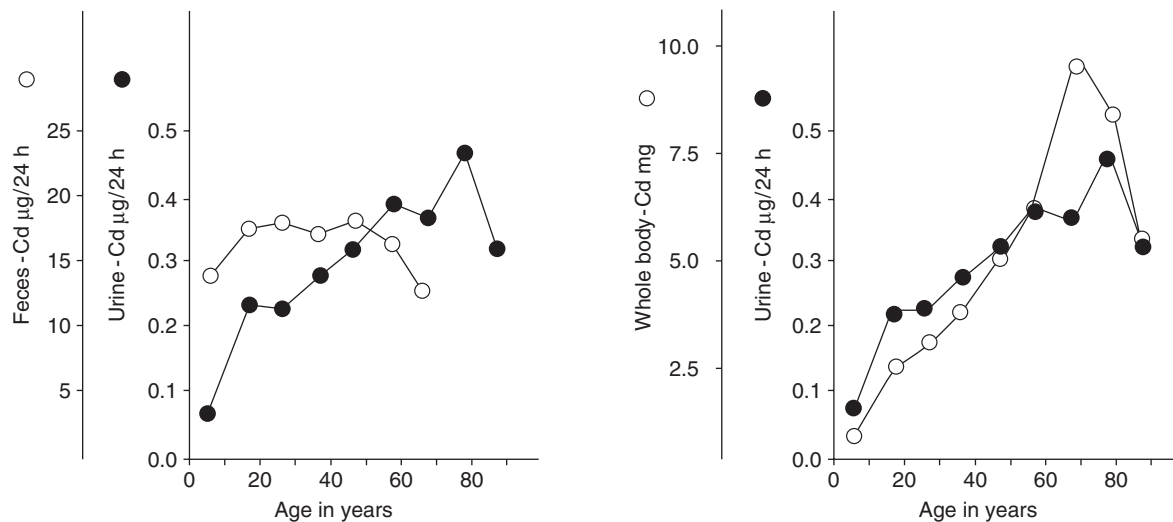 Feces - Cd µg/24 h
25
20
15
10
5
Urine - Cd µg/24 h
0.5
0.4
0.3
0.2
0.1
0.0
0 20 40 60 80
Age in years
Whole body - Cd mg
10.0
7.5
5.0
2.5
Urine - Cd µg/24 h
0.5
0.4
0.3
0.2
0.1
0.0
0 20 40 60 80
Age in years